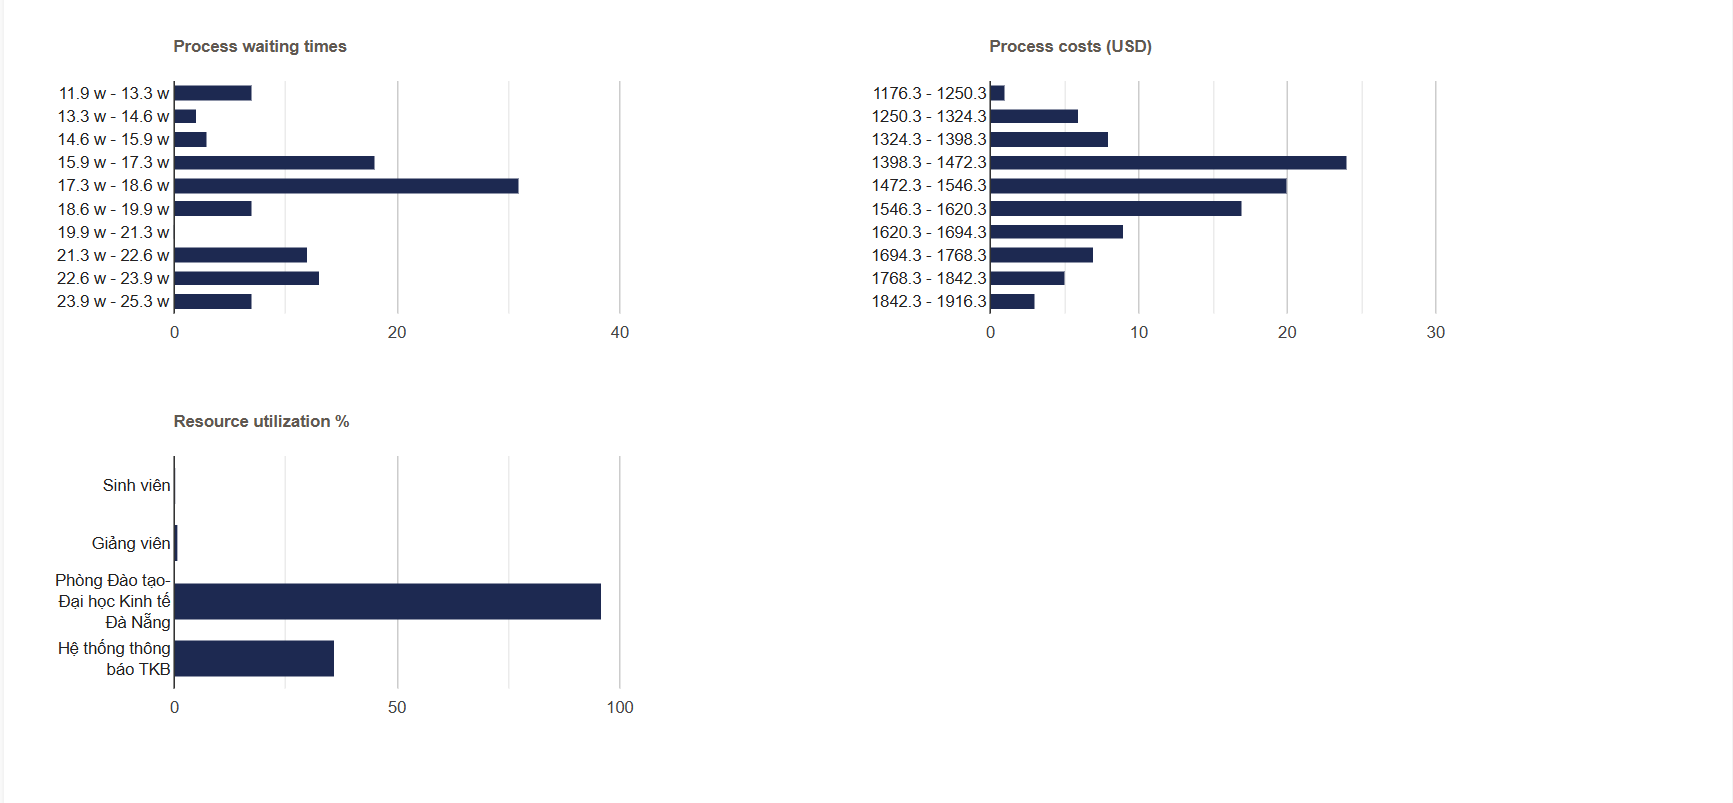 Process waiting times
11.9 w - 13.3 w
13.3 w - 14.6 w
14.6 w - 15.9 w
15.9 w - 17.3 w
17.3 w - 18.6 w
18.6 w - 19.9 w
19.9 w - 21.3 w
21.3 w - 22.6 w
22.6 w - 23.9 w
23.9 w - 25.3 w
0 20 40
Process costs (USD)
1176.3 - 1250.3
1250.3 - 1324.3
1324.3 - 1398.3
1398.3 - 1472.3
1472.3 - 1546.3
1546.3 - 1620.3
1620.3 - 1694.3
1694.3 - 1768.3
1768.3 - 1842.3
1842.3 - 1916.3
0 10 20 30
Resource utilization %
Sinh viên
Giảng viên
Phòng Đào tạo-
Đại học Kinh tế
Đà Nẵng
Hệ thống thông
báo TKB
0 50 100